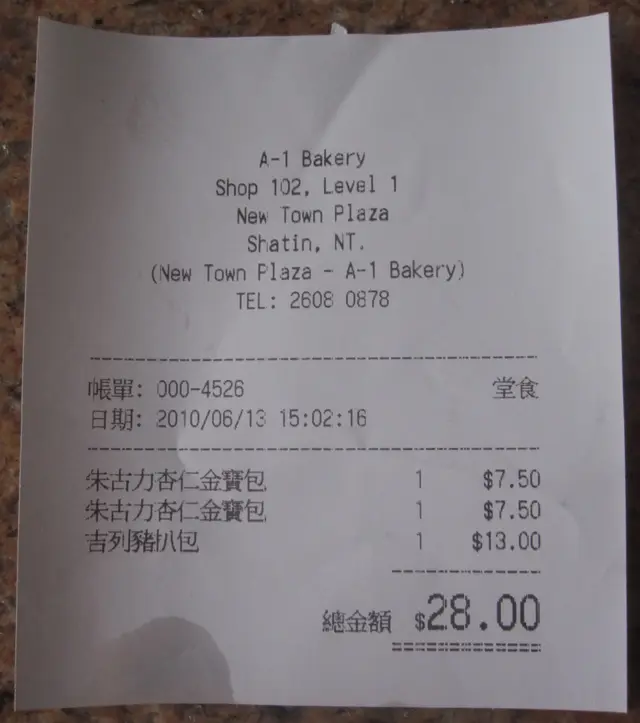 A-1 Bakery
Shop 102, Level 1
New Town Plaza
Shatin, NT.
(New Town Plaza - A-1 Bakery)
TEL: 2608 0878
帳單: 000-4526 堂食
日期: 2010/06/13 15:02:16
朱古力杏仁金寶包 1 $7.50
朱古力杏仁金寶包 1 $7.50
吉列豬扒包 1 $13.00
總金額 $28.00